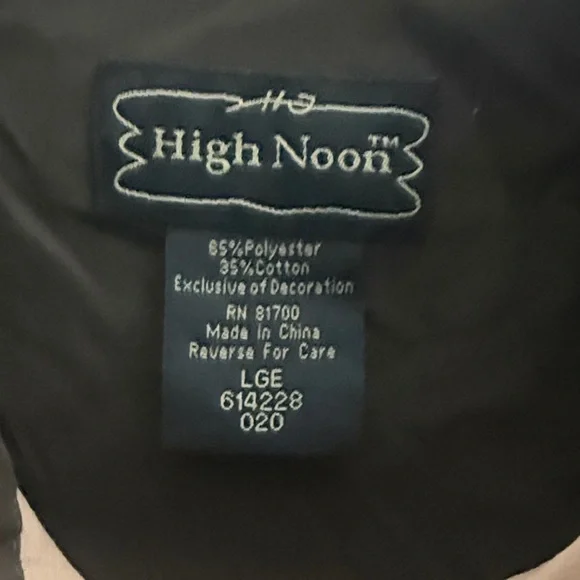 High Noon™
65%Polyester
35%Cotton
Exclusive of Decoration
RN 81700
Made In China
Reverse For Care
LGE
614228
020